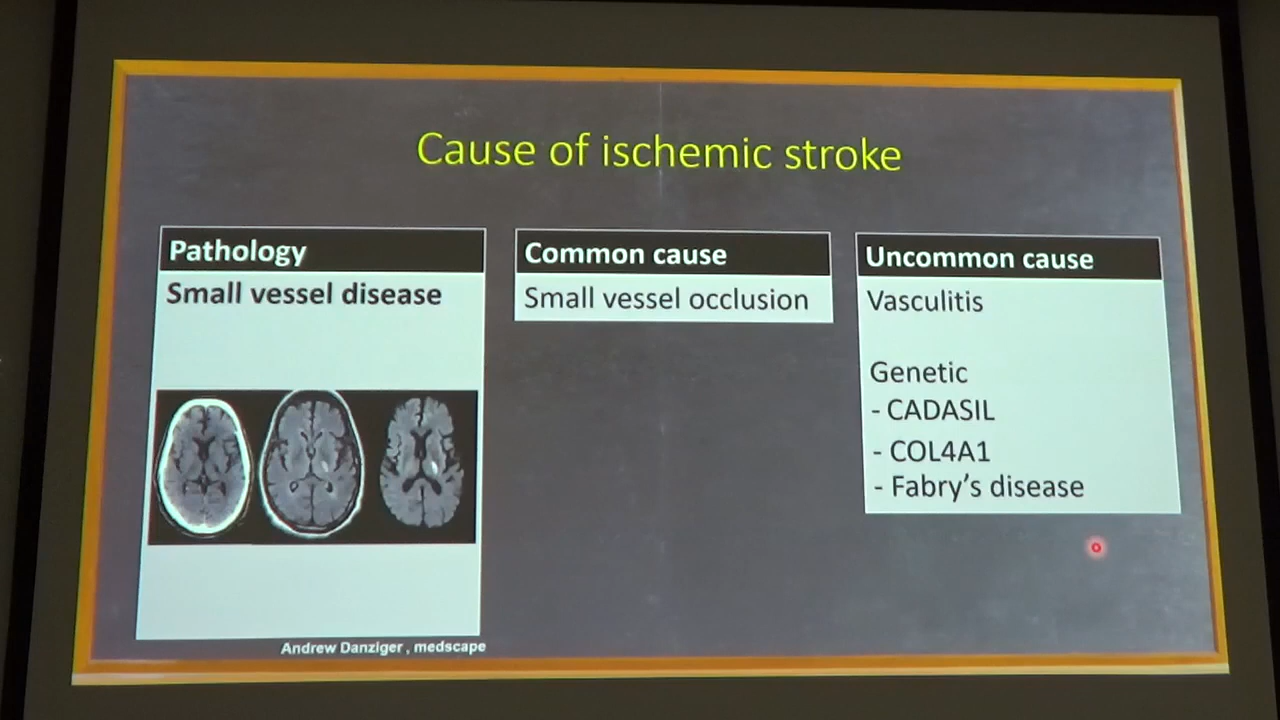 Cause of ischemic stroke
Pathology
Small vessel disease
Common cause
Small vessel occlusion
Uncommon cause
Vasculitis
Genetic
- CADASIL
- COL4A1
- Fabry's disease
Andrew Danziger , medscape